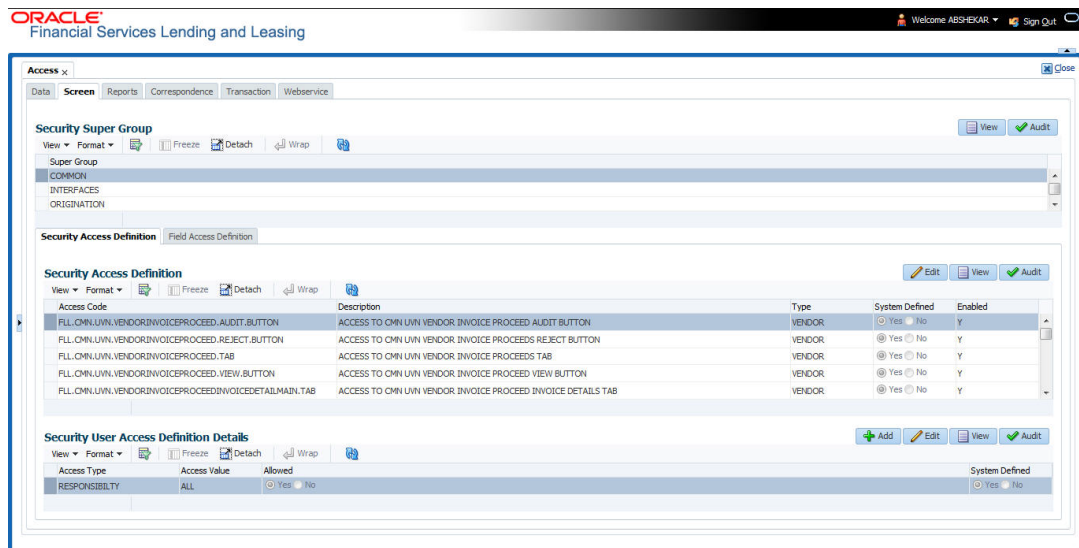 ORACLE
Financial Services Lending and Leasing
Welcome ABSHEKAR Sign Out
Access x
Close
Data Screen Reports Correspondence Transaction Webservice
Security Super Group
View Audit
View Format Freeze Detach Wrap
Super Group
COMMON
INTERFACES
ORIGINATION
Security Access Definition Field Access Definition
Security Access Definition
Edit View Audit
View Format Freeze Detach Wrap
Access Code Description Type System Defined Enabled
FLL.CMN.UVN.VENDORINVOICEPROCEED.AUDIT.BUTTON ACCESS TO CMN UVN VENDOR INVOICE PROCEED AUDIT BUTTON VENDOR Yes No Y
FLL.CMN.UVN.VENDORINVOICEPROCEED.REJECT.BUTTON ACCESS TO CMN UVN VENDOR INVOICE PROCEEDS REJECT BUTTON VENDOR Yes No Y
FLL.CMN.UVN.VENDORINVOICEPROCEED.TAB ACCESS TO CMN UVN VENDOR INVOICE PROCEEDS TAB VENDOR Yes No Y
FLL.CMN.UVN.VENDORINVOICEPROCEED.VIEW.BUTTON ACCESS TO CMN UVN VENDOR INVOICE PROCEED VIEW BUTTON VENDOR Yes No Y
FLL.CMN.UVN.VENDORINVOICEPROCEEDINVOICEDETAILMAIN.TAB ACCESS TO CMN UVN VENDOR INVOICE PROCEED INVOICE DETAILS TAB VENDOR Yes No Y
Security User Access Definition Details
Add Edit View Audit
View Format Freeze Detach Wrap
Access Type Access Value Allowed System Defined
RESPONSIBILTY ALL Yes No Yes No